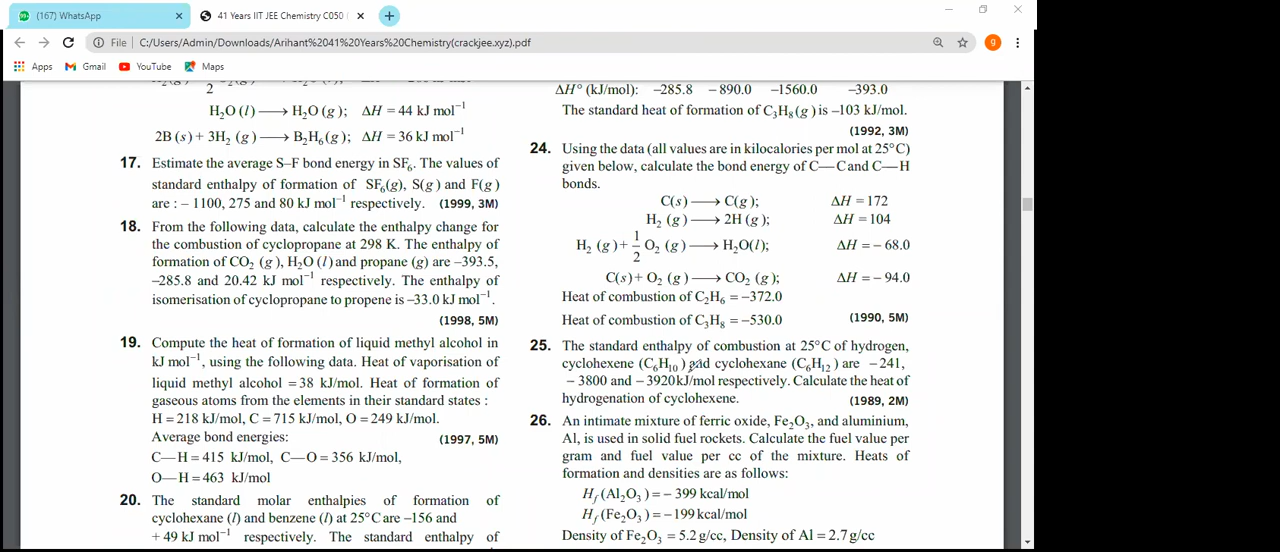 99+ (167) WhatsApp × 41 Years IIT JEE Chemistry C050 × +
File | C:/Users/Admin/Downloads/Arihant%2041%20Years%20Chemistry(crackjee.xyz).pdf g
Apps Gmail YouTube Maps
H₂O (l) ⟶ H₂O (g); ΔH = 44 kJ mol⁻¹
2B (s) + 3H₂ (g) ⟶ B₂H₆(g); ΔH = 36 kJ mol⁻¹
17. Estimate the average S–F bond energy in SF₆. The values of
standard enthalpy of formation of SF₆(g), S(g) and F(g)
are : – 1100, 275 and 80 kJ mol⁻¹ respectively. (1999, 3M)
18. From the following data, calculate the enthalpy change for
the combustion of cyclopropane at 298 K. The enthalpy of
formation of CO₂ (g), H₂O (l) and propane (g) are –393.5,
-285.8 and 20.42 kJ mol⁻¹ respectively. The enthalpy of
isomerisation of cyclopropane to propene is –33.0 kJ mol⁻¹.
(1998, 5M)
19. Compute the heat of formation of liquid methyl alcohol in
kJ mol⁻¹, using the following data. Heat of vaporisation of
liquid methyl alcohol = 38 kJ/mol. Heat of formation of
gaseous atoms from the elements in their standard states :
H = 218 kJ/mol, C = 715 kJ/mol, O = 249 kJ/mol.
Average bond energies: (1997, 5M)
C—H = 415 kJ/mol, C—O = 356 kJ/mol,
O—H = 463 kJ/mol
20. The standard molar enthalpies of formation of
cyclohexane (l) and benzene (l) at 25°C are –156 and
+ 49 kJ mol⁻¹ respectively. The standard enthalpy of
ΔH° (kJ/mol): –285.8 – 890.0 –1560.0 –393.0
The standard heat of formation of C₃H₈(g) is –103 kJ/mol.
(1992, 3M)
24. Using the data (all values are in kilocalories per mol at 25°C)
given below, calculate the bond energy of C—C and C—H
bonds.
C(s) ⟶ C(g); ΔH = 172
H₂ (g) ⟶ 2H (g); ΔH = 104
H₂ (g) + 1/2 O₂ (g) ⟶ H₂O(l); ΔH = – 68.0
C(s) + O₂ (g) ⟶ CO₂ (g); ΔH = – 94.0
Heat of combustion of C₂H₆ = –372.0
Heat of combustion of C₃H₈ = –530.0 (1990, 5M)
25. The standard enthalpy of combustion at 25°C of hydrogen,
cyclohexene (C₆H₁₀) and cyclohexane (C₆H₁₂) are – 241,
– 3800 and – 3920 kJ/mol respectively. Calculate the heat of
hydrogenation of cyclohexene. (1989, 2M)
26. An intimate mixture of ferric oxide, Fe₂O₃, and aluminium,
Al, is used in solid fuel rockets. Calculate the fuel value per
gram and fuel value per cc of the mixture. Heats of
formation and densities are as follows:
H_f (Al₂O₃) = – 399 kcal/mol
H_f (Fe₂O₃) = –199 kcal/mol
Density of Fe₂O₃ = 5.2 g/cc, Density of Al = 2.7 g/cc